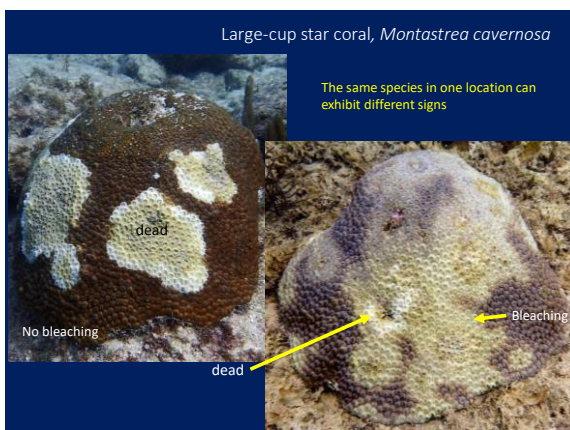 Large-cup star coral, Montastrea cavernosa
The same species in one location can
exhibit different signs
dead
No bleaching
Bleaching
dead